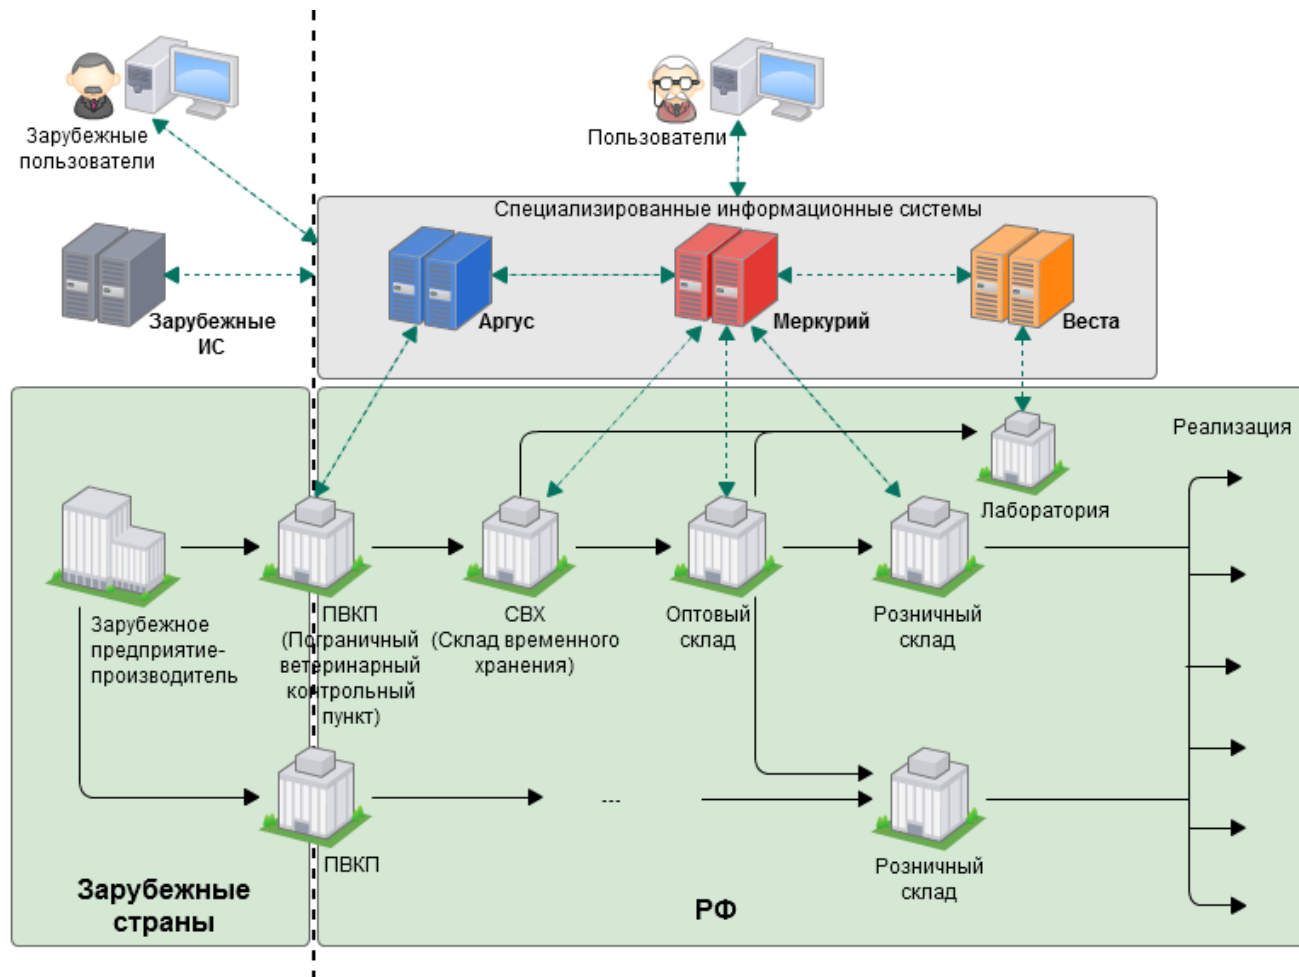 Зарубежные
пользователи
Пользователи
Специализированные информационные системы
Зарубежные
ИС
Аргус
Меркурий
Веста
Реализация
Лаборатория
Зарубежное
предприятие-
производитель
ПВКП
(Пограничный
ветеринарный
контрольный
пункт)
СВХ
(Склад временного
хранения)
Оптовый
склад
Розничный
склад
...
ПВКП
Розничный
склад
Зарубежные
страны
РФ